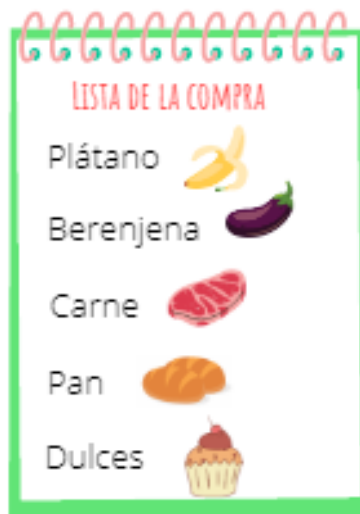 LISTA DE LA COMPRA
Plátano
Berenjena
Carne
Pan
Dulces